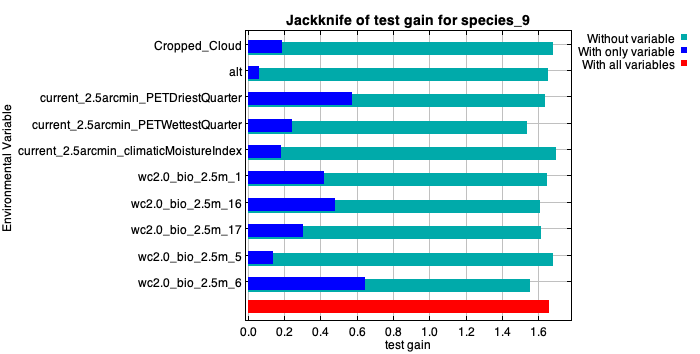 Jackknife of test gain for species_9
Without variable
With only variable
With all variables
Environmental Variable
Cropped_Cloud
alt
current_2.5arcmin_PETDriestQuarter
current_2.5arcmin_PETWettestQuarter
current_2.5arcmin_climaticMoistureIndex
wc2.0_bio_2.5m_1
wc2.0_bio_2.5m_16
wc2.0_bio_2.5m_17
wc2.0_bio_2.5m_5
wc2.0_bio_2.5m_6
0.0 0.2 0.4 0.6 0.8 1.0 1.2 1.4 1.6
test gain